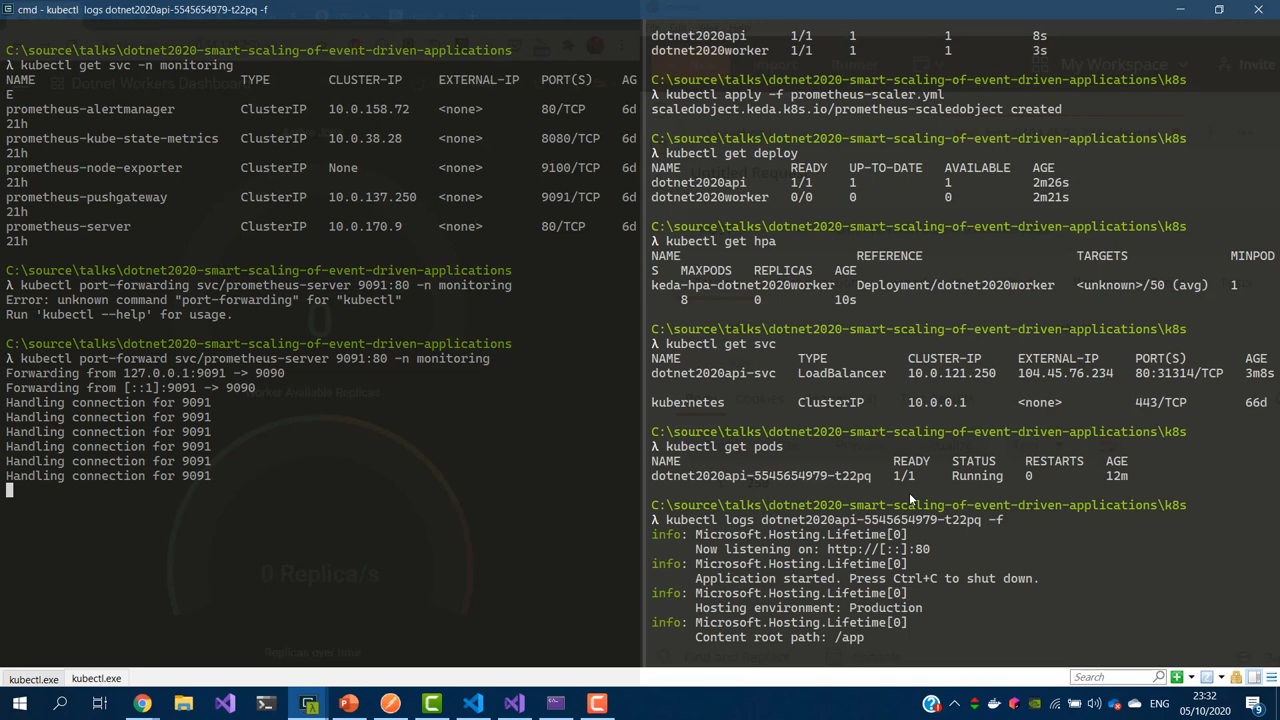 cmd - kubectl logs dotnet2020api-5545654979-t22pq -f
C:\source\talks\dotnet2020-smart-scaling-of-event-driven-applications
λ kubectl get svc -n monitoring
NAME TYPE CLUSTER-IP EXTERNAL-IP PORT(S) AG
E
prometheus-alertmanager ClusterIP 10.0.158.72 <none> 80/TCP 6d
21h
prometheus-kube-state-metrics ClusterIP 10.0.38.28 <none> 8080/TCP 6d
21h
prometheus-node-exporter ClusterIP None <none> 9100/TCP 6d
21h
prometheus-pushgateway ClusterIP 10.0.137.250 <none> 9091/TCP 6d
21h
prometheus-server ClusterIP 10.0.170.9 <none> 80/TCP 6d
21h
C:\source\talks\dotnet2020-smart-scaling-of-event-driven-applications
λ kubectl port-forwarding svc/prometheus-server 9091:80 -n monitoring
Error: unknown command "port-forwarding" for "kubectl"
Run 'kubectl --help' for usage.
C:\source\talks\dotnet2020-smart-scaling-of-event-driven-applications
λ kubectl port-forward svc/prometheus-server 9091:80 -n monitoring
Forwarding from 127.0.0.1:9091 -> 9090
Forwarding from [::1]:9091 -> 9090
Handling connection for 9091
Handling connection for 9091
Handling connection for 9091
Handling connection for 9091
Handling connection for 9091
Handling connection for 9091
Dotnet Workers Dashboard
0
Worker Available Replicas
0 Replica/s
Replicas over time
dotnet2020api 1/1 1 1 8s
dotnet2020worker 1/1 1 1 3s
C:\source\talks\dotnet2020-smart-scaling-of-event-driven-applications\k8s
λ kubectl apply -f prometheus-scaler.yml
scaledobject.keda.k8s.io/prometheus-scaledobject created
C:\source\talks\dotnet2020-smart-scaling-of-event-driven-applications\k8s
λ kubectl get deploy
NAME READY UP-TO-DATE AVAILABLE AGE
dotnet2020api 1/1 1 1 2m26s
dotnet2020worker 0/0 0 0 2m21s
C:\source\talks\dotnet2020-smart-scaling-of-event-driven-applications\k8s
λ kubectl get hpa
NAME REFERENCE TARGETS MINPOD
S MAXPODS REPLICAS AGE
keda-hpa-dotnet2020worker Deployment/dotnet2020worker <unknown>/50 (avg) 1
8 0 10s
C:\source\talks\dotnet2020-smart-scaling-of-event-driven-applications\k8s
λ kubectl get svc
NAME TYPE CLUSTER-IP EXTERNAL-IP PORT(S) AGE
dotnet2020api-svc LoadBalancer 10.0.121.250 104.45.76.234 80:31314/TCP 3m8s
kubernetes ClusterIP 10.0.0.1 <none> 443/TCP 66d
C:\source\talks\dotnet2020-smart-scaling-of-event-driven-applications\k8s
λ kubectl get pods
NAME READY STATUS RESTARTS AGE
dotnet2020api-5545654979-t22pq 1/1 Running 0 12m
C:\source\talks\dotnet2020-smart-scaling-of-event-driven-applications\k8s
λ kubectl logs dotnet2020api-5545654979-t22pq -f
info: Microsoft.Hosting.Lifetime[0]
Now listening on: http://[::]:80
info: Microsoft.Hosting.Lifetime[0]
Application started. Press Ctrl+C to shut down.
info: Microsoft.Hosting.Lifetime[0]
Hosting environment: Production
info: Microsoft.Hosting.Lifetime[0]
Content root path: /app
My Workspace
Invite
Untitled Reque
kubectl.exe
kubectl.exe
Search
23:32
05/10/2020
9